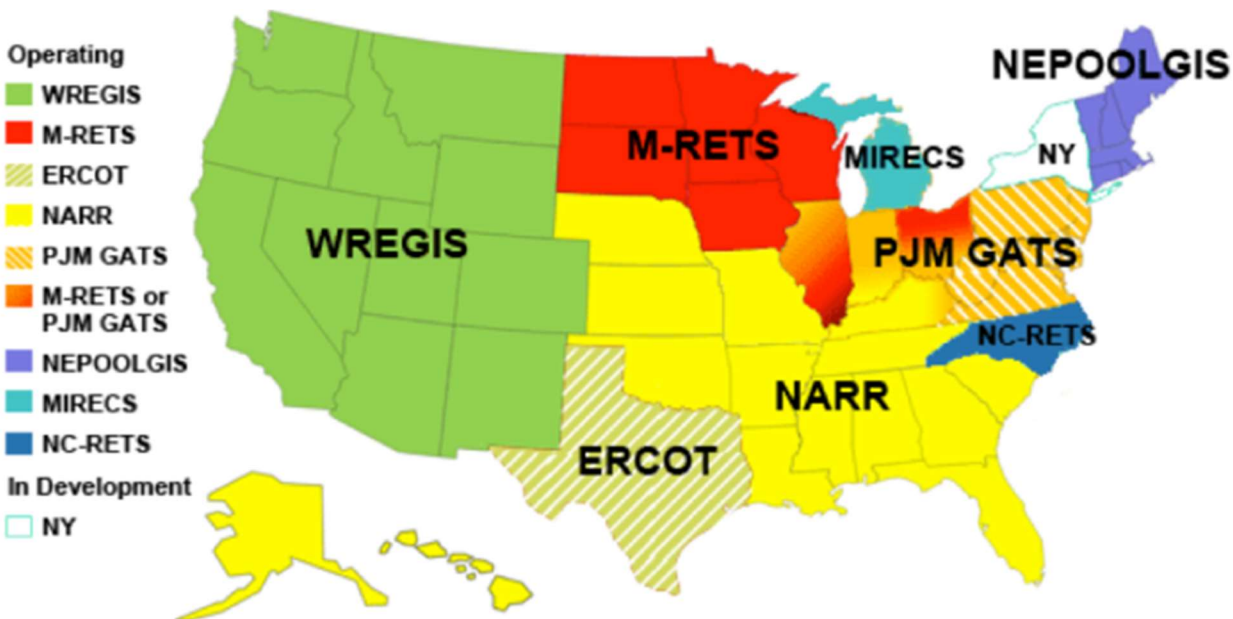 Operating
WREGIS
M-RETS
ERCOT
NARR
PJM GATS
M-RETS or
PJM GATS
NEPOOLGIS
MIRECS
NC-RETS
In Development
NY
NEPOOLGIS
M-RETS
MIRECS
NY
WREGIS
PJM GATS
NC-RETS
NARR
ERCOT